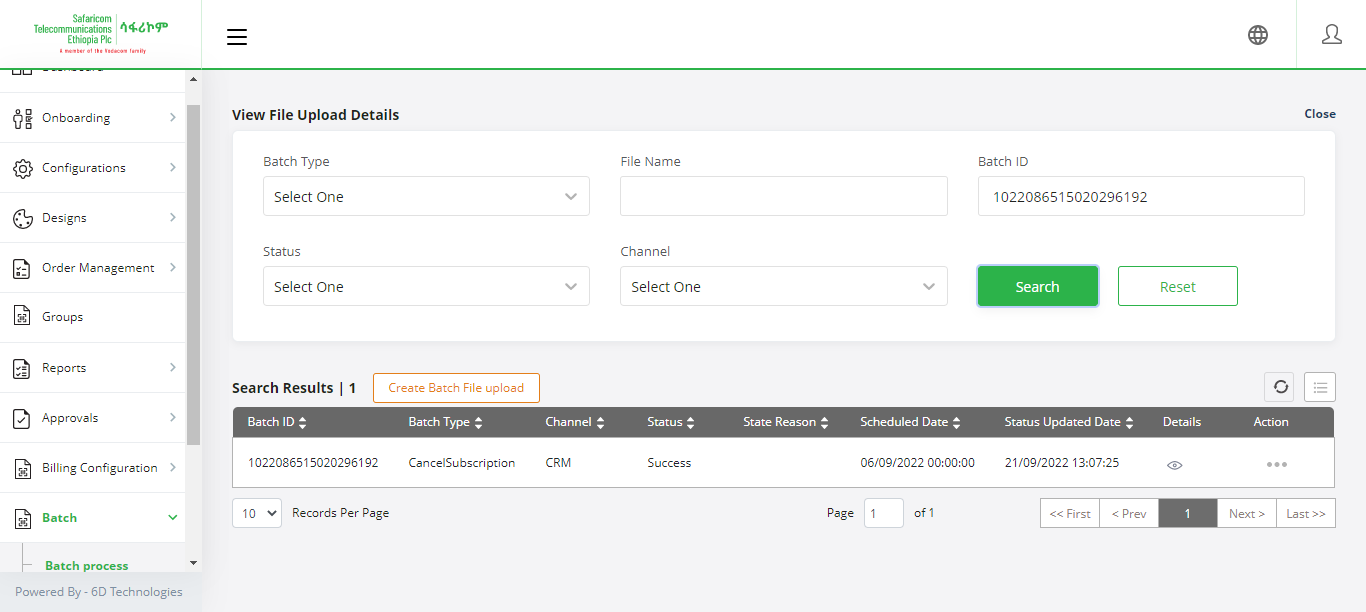 Safaricom
Telecommunications
Ethiopia Plc
ሳፋሪኮም
A member of the Vodacom family
Dashboard
Onboarding
Configurations
Designs
Order Management
Groups
Reports
Approvals
Billing Configuration
Batch
Batch process
Powered By - 6D Technologies
View File Upload Details
Close
Batch Type
File Name
Batch ID
Select One
1022086515020296192
Status
Channel
Select One
Select One
Search
Reset
Search Results | 1
Create Batch File upload
Batch ID Batch Type Channel Status State Reason Scheduled Date Status Updated Date Details Action
1022086515020296192 CancelSubscription CRM Success 06/09/2022 00:00:00 21/09/2022 13:07:25
10 Records Per Page
Page 1 of 1
<< First < Prev 1 Next > Last >>